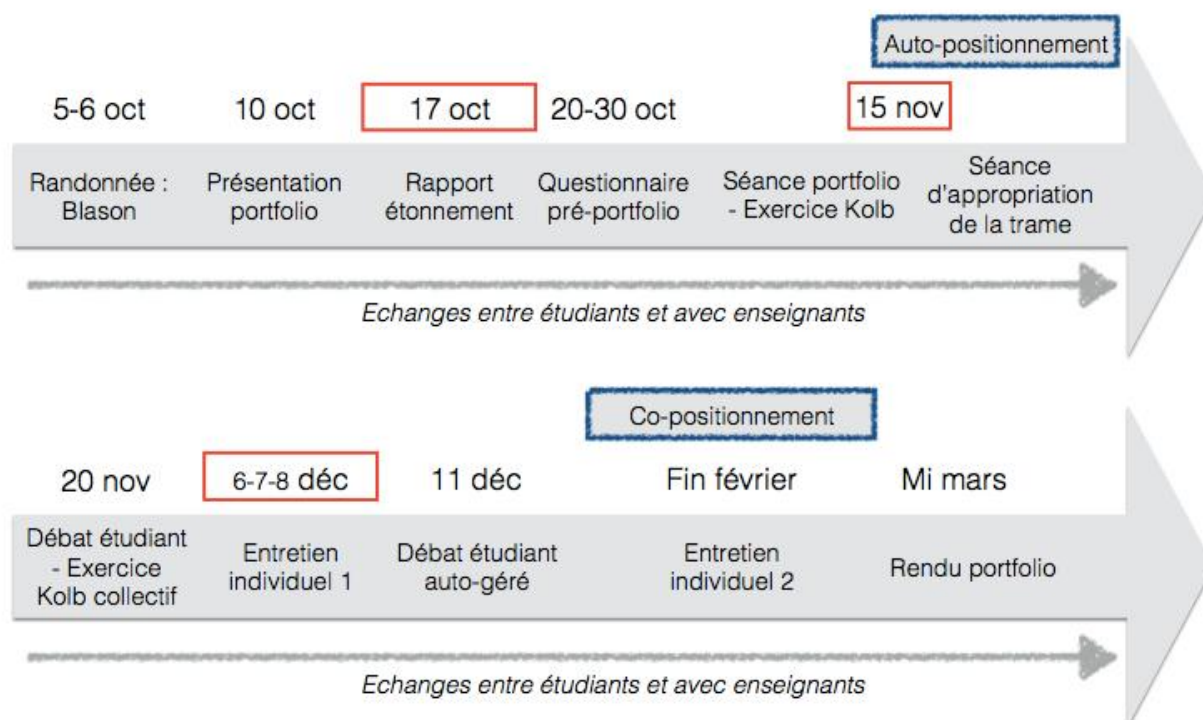 Auto-positionnement
5-6 oct 10 oct 17 oct 20-30 oct 15 nov
Randonnée :
Blason
Présentation
portfolio
Rapport
étonnement
Questionnaire
pré-portfolio
Séance portfolio
- Exercice Kolb
Séance
d'appropriation
de la trame
Echanges entre étudiants et avec enseignants
Co-positionnement
20 nov 6-7-8 déc 11 déc Fin février Mi mars
Débat étudiant
- Exercice
Kolb collectif
Entretien
individuel 1
Débat étudiant
auto-géré
Entretien
individuel 2
Rendu portfolio
Echanges entre étudiants et avec enseignants